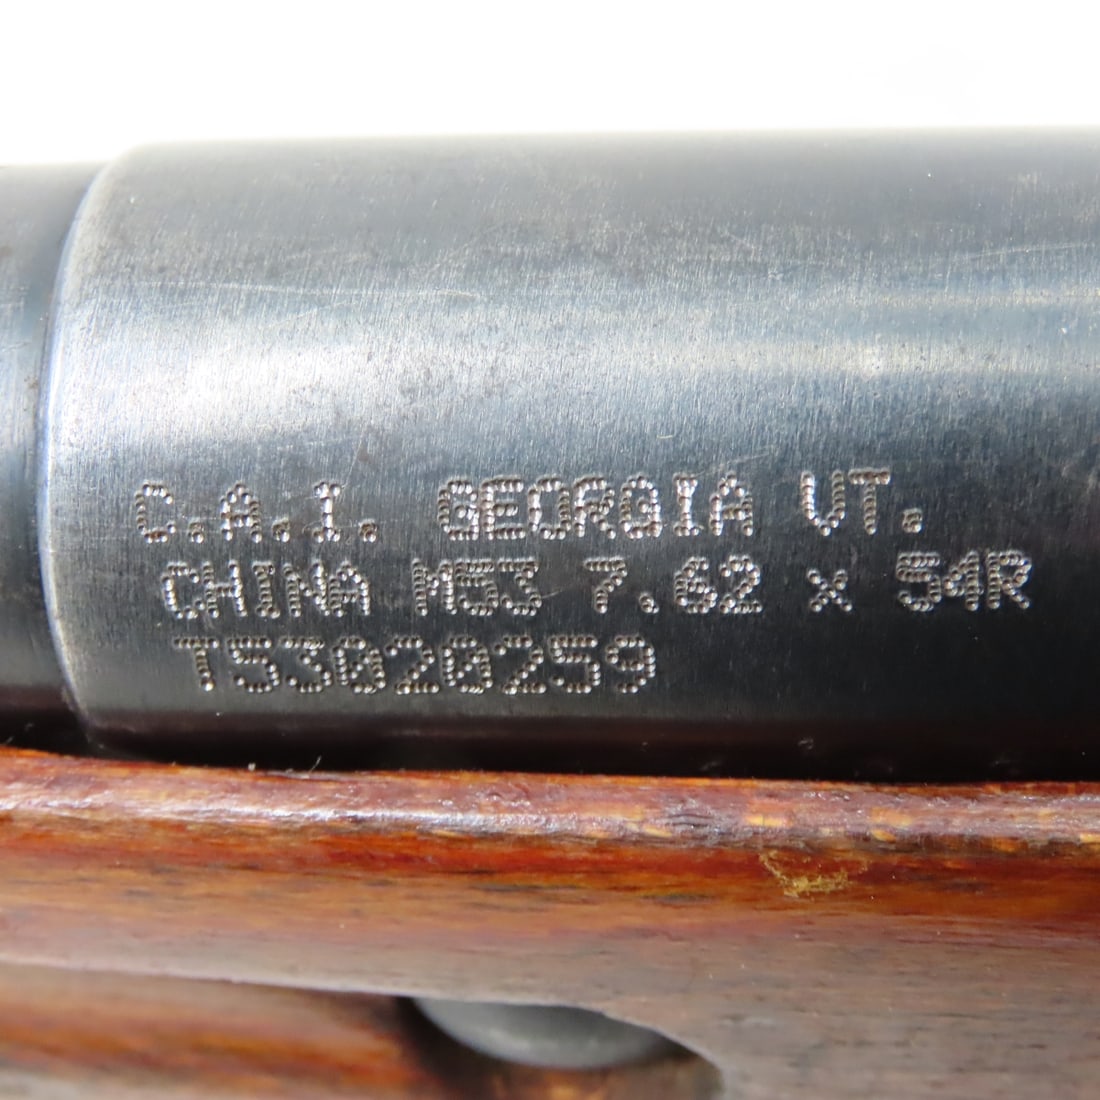 C.A.I. GEORGIA VT.
CHINA M53 7.62 x 54R
T53020259